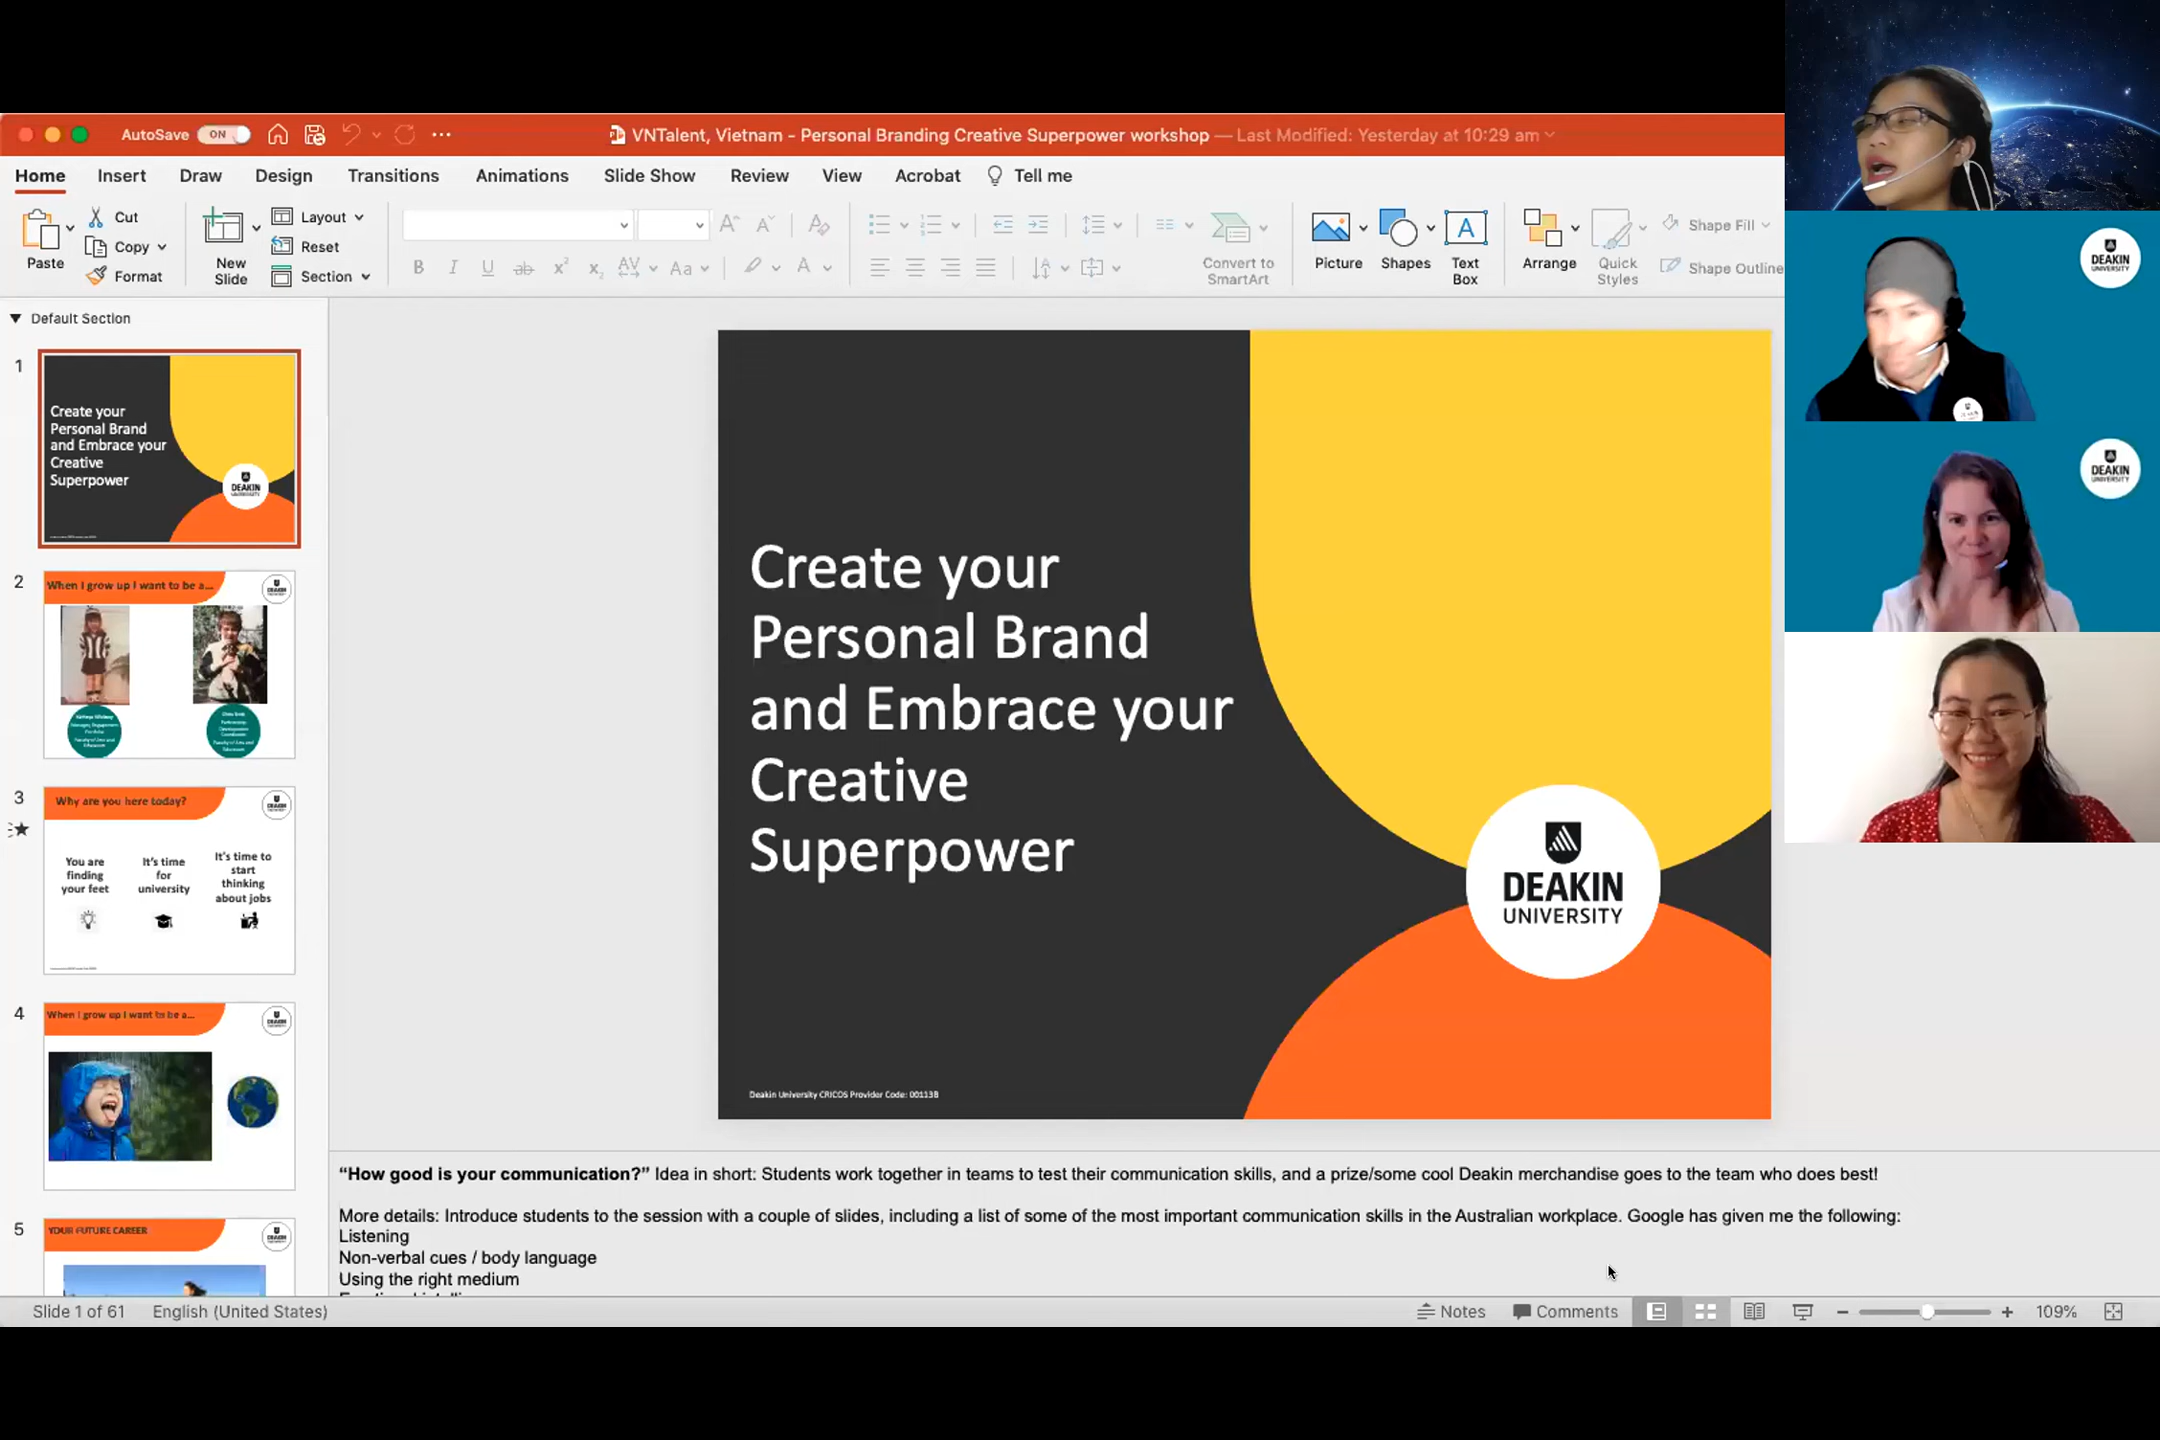 AutoSave ON
VNTalent, Vietnam - Personal Branding Creative Superpower workshop — Last Modified: Yesterday at 10:29 am
Home Insert Draw Design Transitions Animations Slide Show Review View Acrobat Tell me
Paste
Cut
Copy
Format
New
Slide
Layout
Reset
Section
Convert to
SmartArt
Picture
Shapes
Text
Box
Arrange
Quick
Styles
Shape Fill
Shape Outline
Default Section
1
Create your
Personal Brand
and Embrace your
Creative
Superpower
DEAKIN
UNIVERSITY
2
When I grow up I want to be a...
3
Why are you here today?
You are
finding
your feet
It's time
for
university
It's time to
start
thinking
about jobs
4
When I grow up I want to be a...
5
YOUR FUTURE CAREER
Create your
Personal Brand
and Embrace your
Creative
Superpower
DEAKIN
UNIVERSITY
Deakin University CRICOS Provider Code: 00113B
“How good is your communication?” Idea in short: Students work together in teams to test their communication skills, and a prize/some cool Deakin merchandise goes to the team who does best!
More details: Introduce students to the session with a couple of slides, including a list of some of the most important communication skills in the Australian workplace. Google has given me the following:
Listening
Non-verbal cues / body language
Using the right medium
Slide 1 of 61 English (United States)
Notes Comments 109%
DEAKIN
UNIVERSITY
DEAKIN
UNIVERSITY